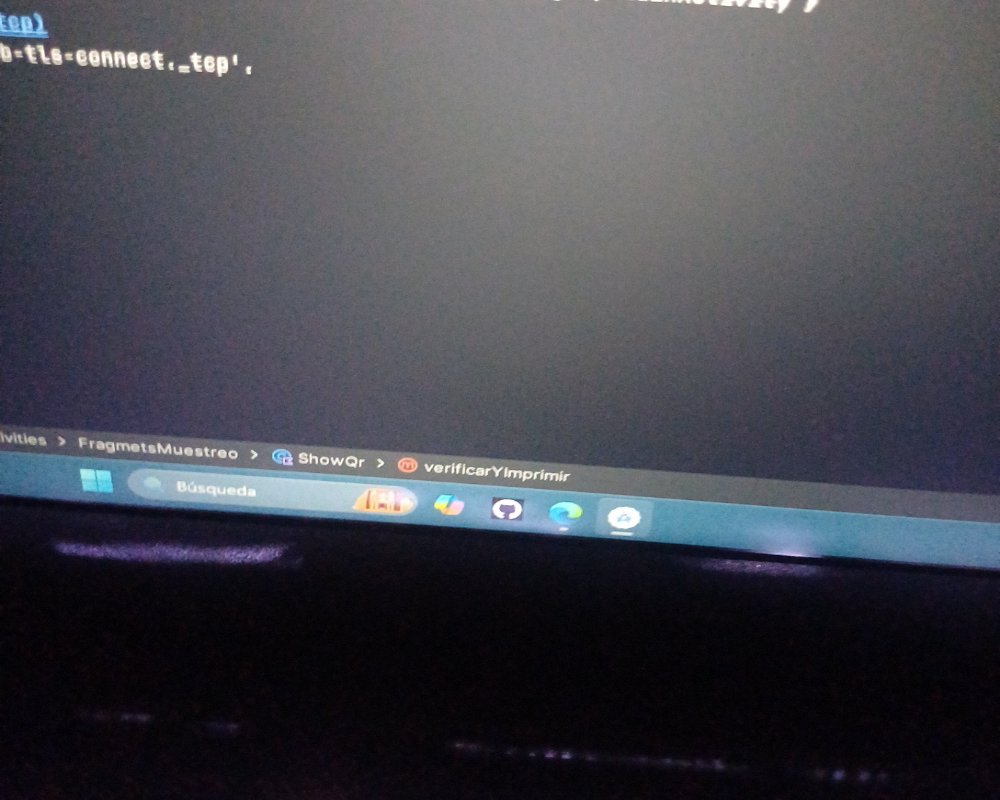 tcp)
b-tls-connect._tcp'.
ivities > FragmetsMuestreo > ShowQr > verificarYImprimir
Búsqueda